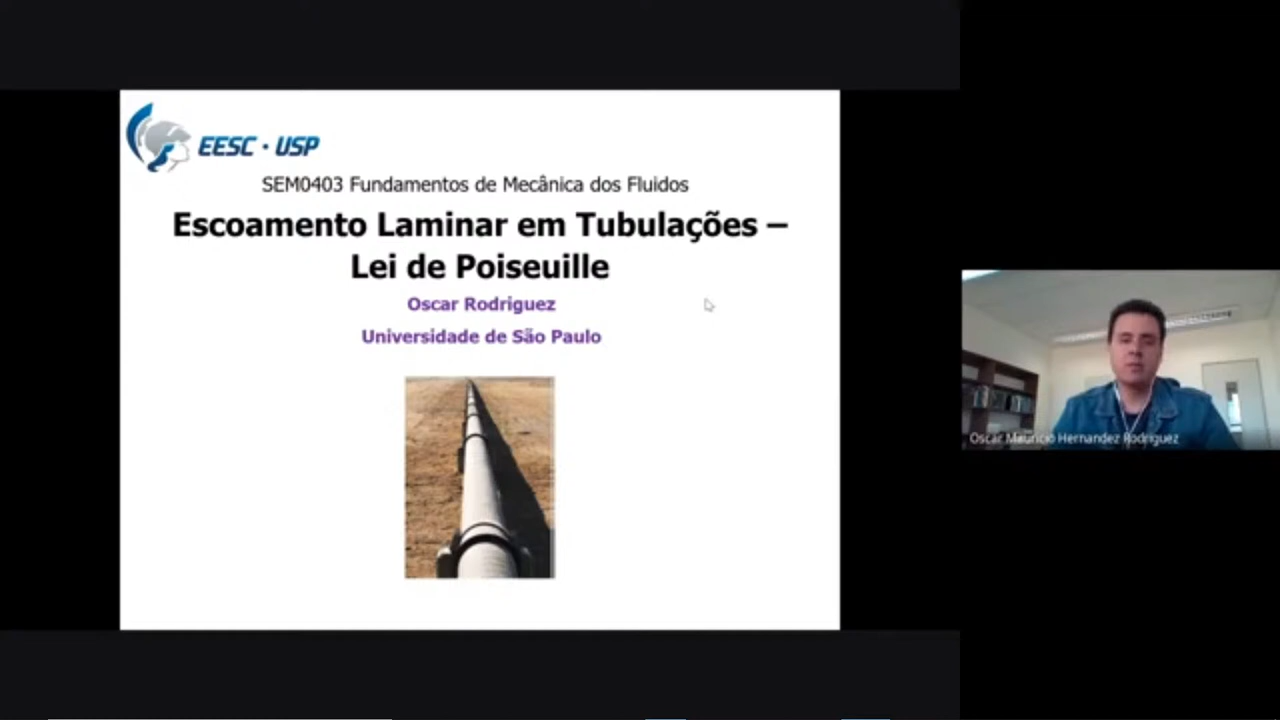 EESC • USP
SEM0403 Fundamentos de Mecânica dos Fluidos
Escoamento Laminar em Tubulações –
Lei de Poiseuille
Oscar Rodriguez
Universidade de São Paulo
Oscar Mauricio Hernandez Rodriguez